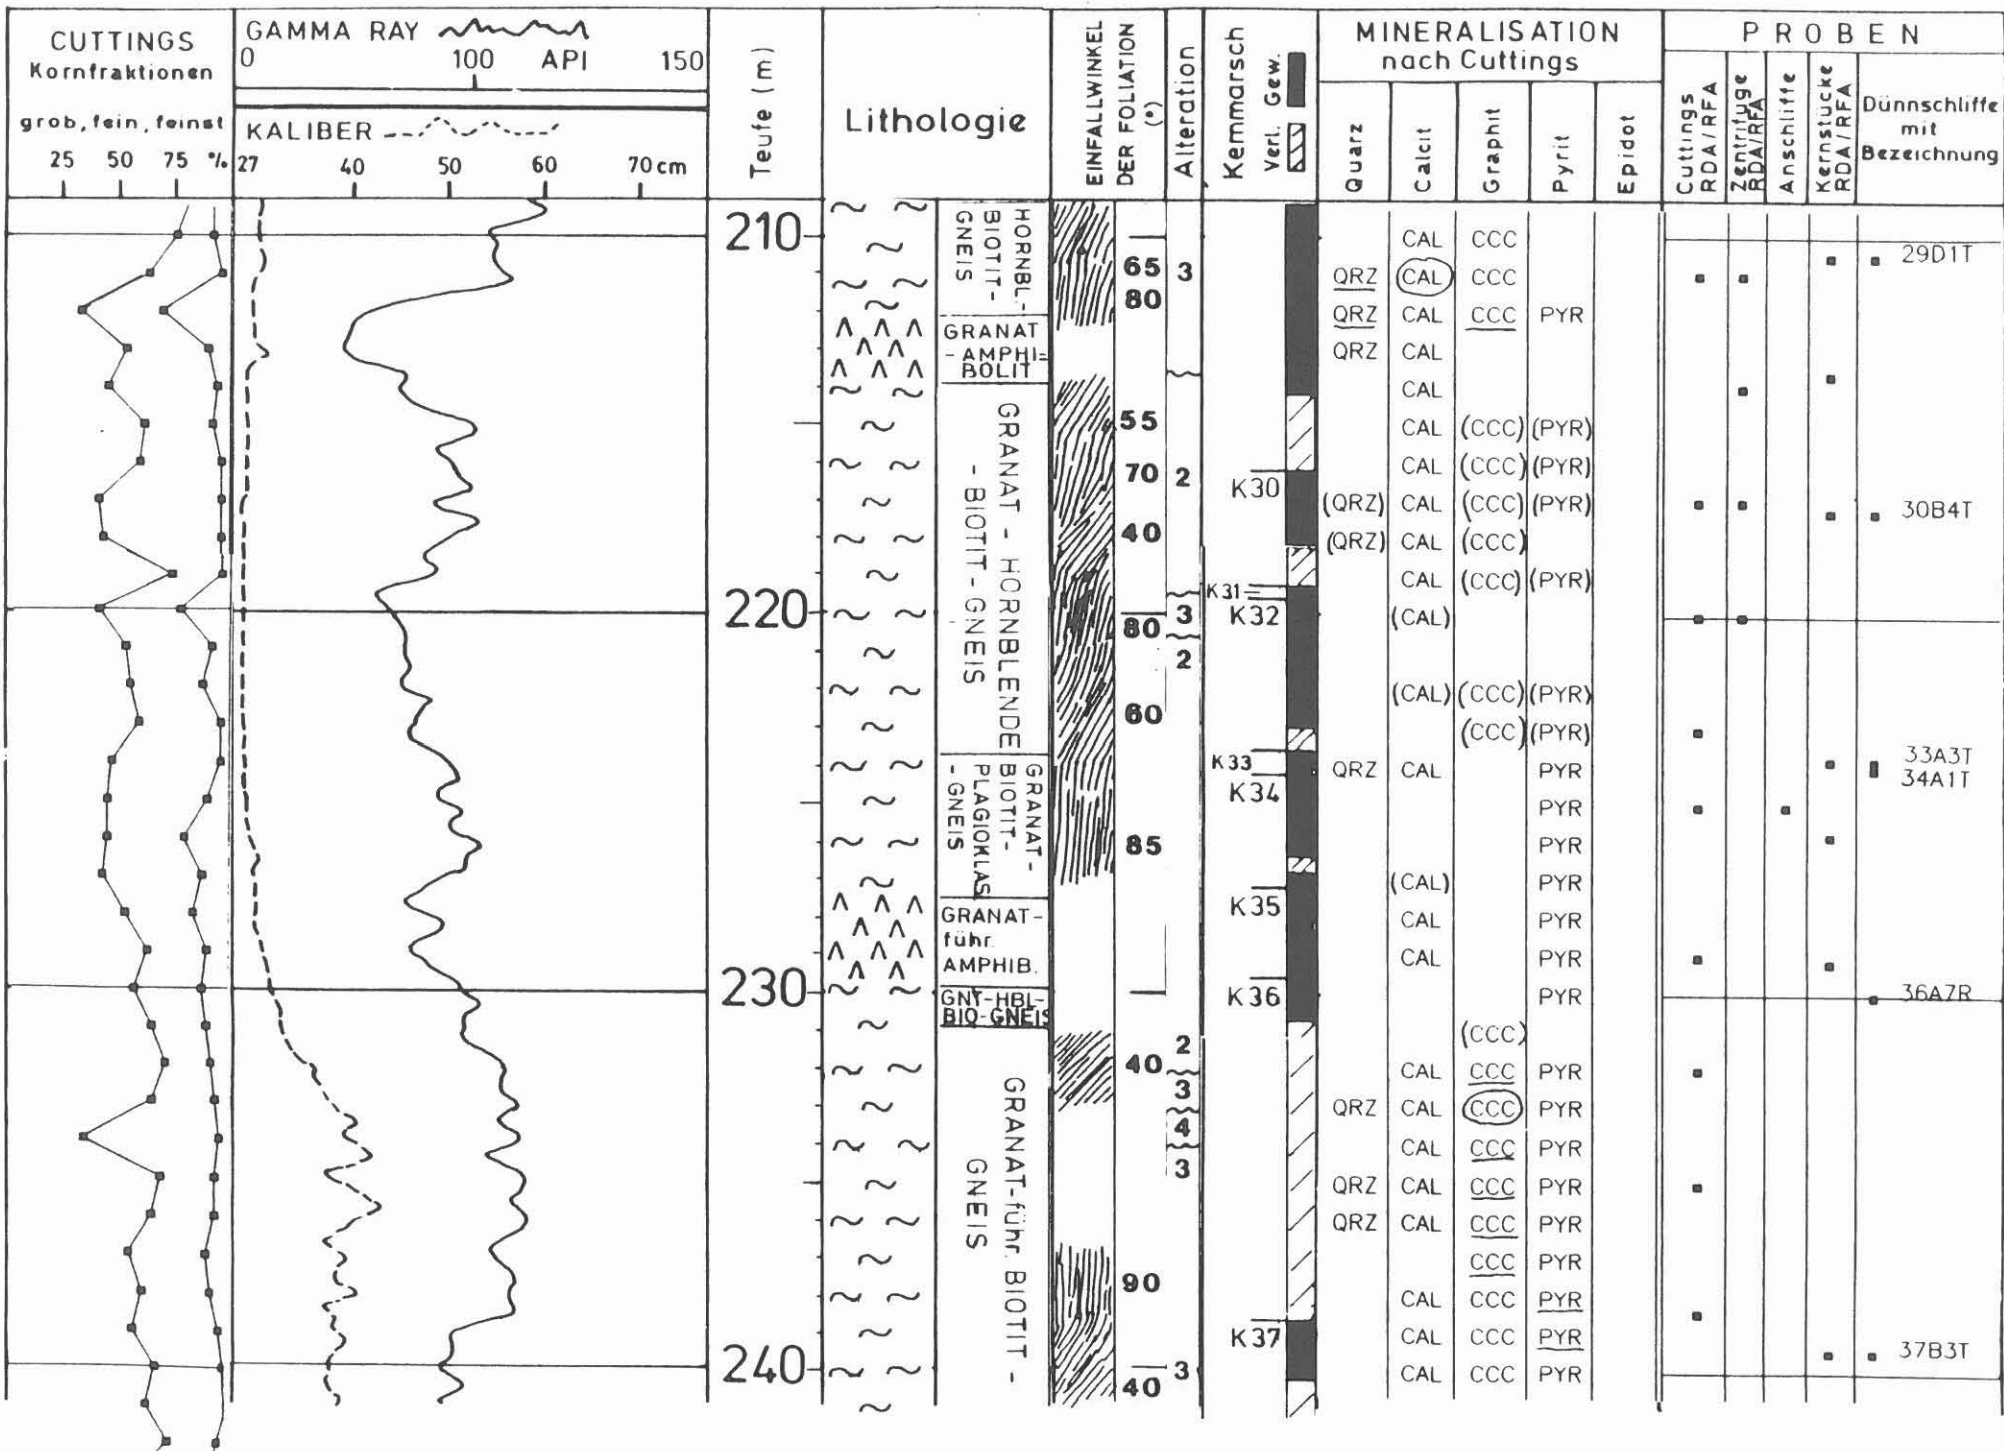 CUTTINGS
Kornfraktionen
grob, fein, feinst
25 50 75 %
GAMMA RAY
0 100 API 150
KALIBER
27 40 50 60 70 cm
Teufe (m)
Lithologie
EINFALLWINKEL
DER FOLIATION
(°)
Alteration
Kernmarsch
Verl. Gew.
MINERALISATION
nach Cuttings
Quarz
Calcit
Graphit
Pyrit
Epidot
PROBEN
Cuttings
RDA/RFA
Zentrifuge
RDA/RFA
Anschliffe
Kernstücke
RDA/RFA
Dünnschliffe
mit
Bezeichnung
210
220
230
240
HORNBL.-
BIOTIT-
GNEIS
GRANAT
-AMPHI=
BOLIT
GRANAT - HORNBLENDE
- BIOTIT - GNEIS
GRANAT-
BIOTIT-
PLAGIOKLAS
- GNEIS
GRANAT-
führ.
AMPHIB.
GNT-HBL-
BIO-GNEIS
GRANAT-führ. BIOTIT -
GNEIS
65
80
55
70
40
80
60
85
40
90
40
3
2
3
2
2
3
4
3
3
K30
K31
K32
K33
K34
K35
K36
K37
CAL CCC
QRZ CAL CCC
QRZ CAL CCC PYR
QRZ CAL
CAL
CAL (CCC) (PYR)
CAL (CCC) (PYR)
(QRZ) CAL (CCC) (PYR)
(QRZ) CAL (CCC)
CAL (CCC) (PYR)
(CAL)
(CAL) (CCC) (PYR)
(CCC) (PYR)
QRZ CAL PYR
PYR
PYR
(CAL) PYR
CAL PYR
CAL PYR
PYR
(CCC)
CAL CCC PYR
QRZ CAL CCC PYR
CAL CCC PYR
QRZ CAL CCC PYR
QRZ CAL CCC PYR
CCC PYR
CAL CCC PYR
CAL CCC PYR
CAL CCC PYR
29D1T
30B4T
33A3T
34A1T
36A7R
37B3T